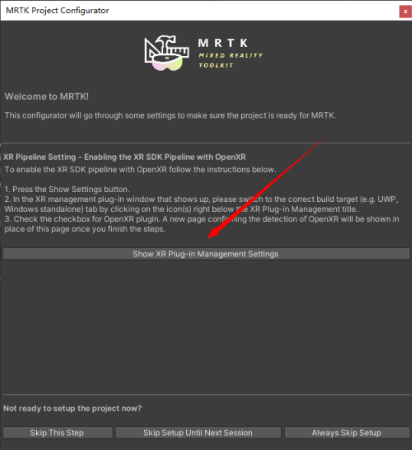 MRTK Project Configurator
x
MRTK
MIXED REALITY
TOOLKIT
Welcome to MRTK!
This configurator will go through some settings to make sure the project is ready for MRTK.
XR Pipeline Setting - Enabling the XR SDK Pipeline with OpenXR
To enable the XR SDK pipeline with OpenXR follow the instructions below.
1. Press the Show Settings button.
2. In the XR management plug-in window that shows up, please switch to the correct build target (e.g. UWP,
Windows standalone) tab by clicking on the icon(s) right below the XR Plug-in Management title.
3. Check the checkbox for OpenXR plugin. A new page confirming the detection of OpenXR will be shown in
place of this page once you finish the steps.
Show XR Plug-in Management Settings
Not ready to setup the project now?
Skip This Step
Skip Setup Until Next Session
Always Skip Setup